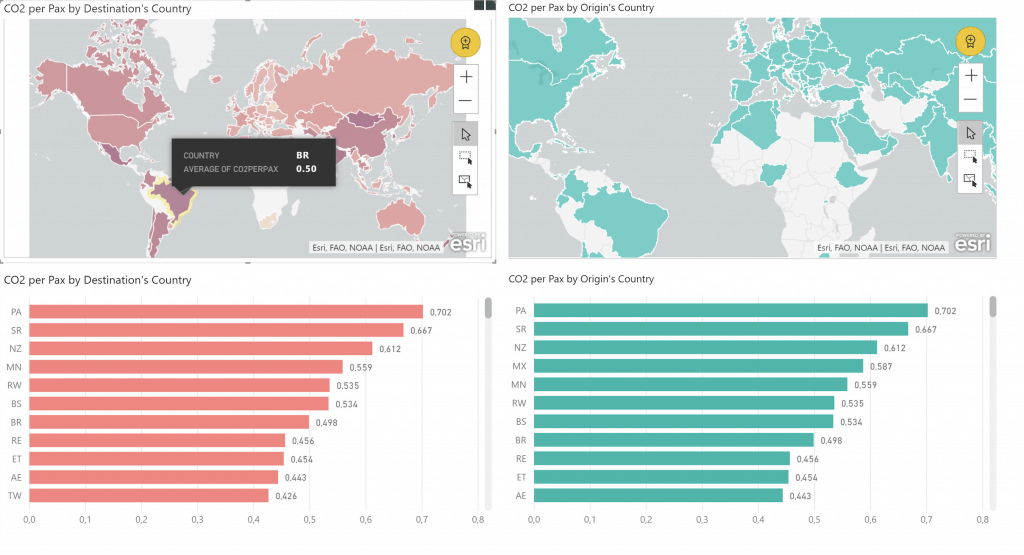 CO2 per Pax by Destination's Country
COUNTRY BR
AVERAGE OF CO2PERPAX 0.50
Esri, FAO, NOAA | Esri, FAO, NOAA
POWERED BY
esri
CO2 per Pax by Origin's Country
Esri, FAO, NOAA | Esri, FAO, NOAA
POWERED BY
esri
CO2 per Pax by Destination's Country
PA 0,702
SR 0,667
NZ 0,612
MN 0,559
RW 0,535
BS 0,534
BR 0,498
RE 0,456
ET 0,454
AE 0,443
TW 0,426
0,0 0,1 0,2 0,3 0,4 0,5 0,6 0,7 0,8
CO2 per Pax by Origin's Country
PA 0,702
SR 0,667
NZ 0,612
MX 0,587
MN 0,559
RW 0,535
BS 0,534
BR 0,498
RE 0,456
ET 0,454
AE 0,443
0,0 0,1 0,2 0,3 0,4 0,5 0,6 0,7 0,8